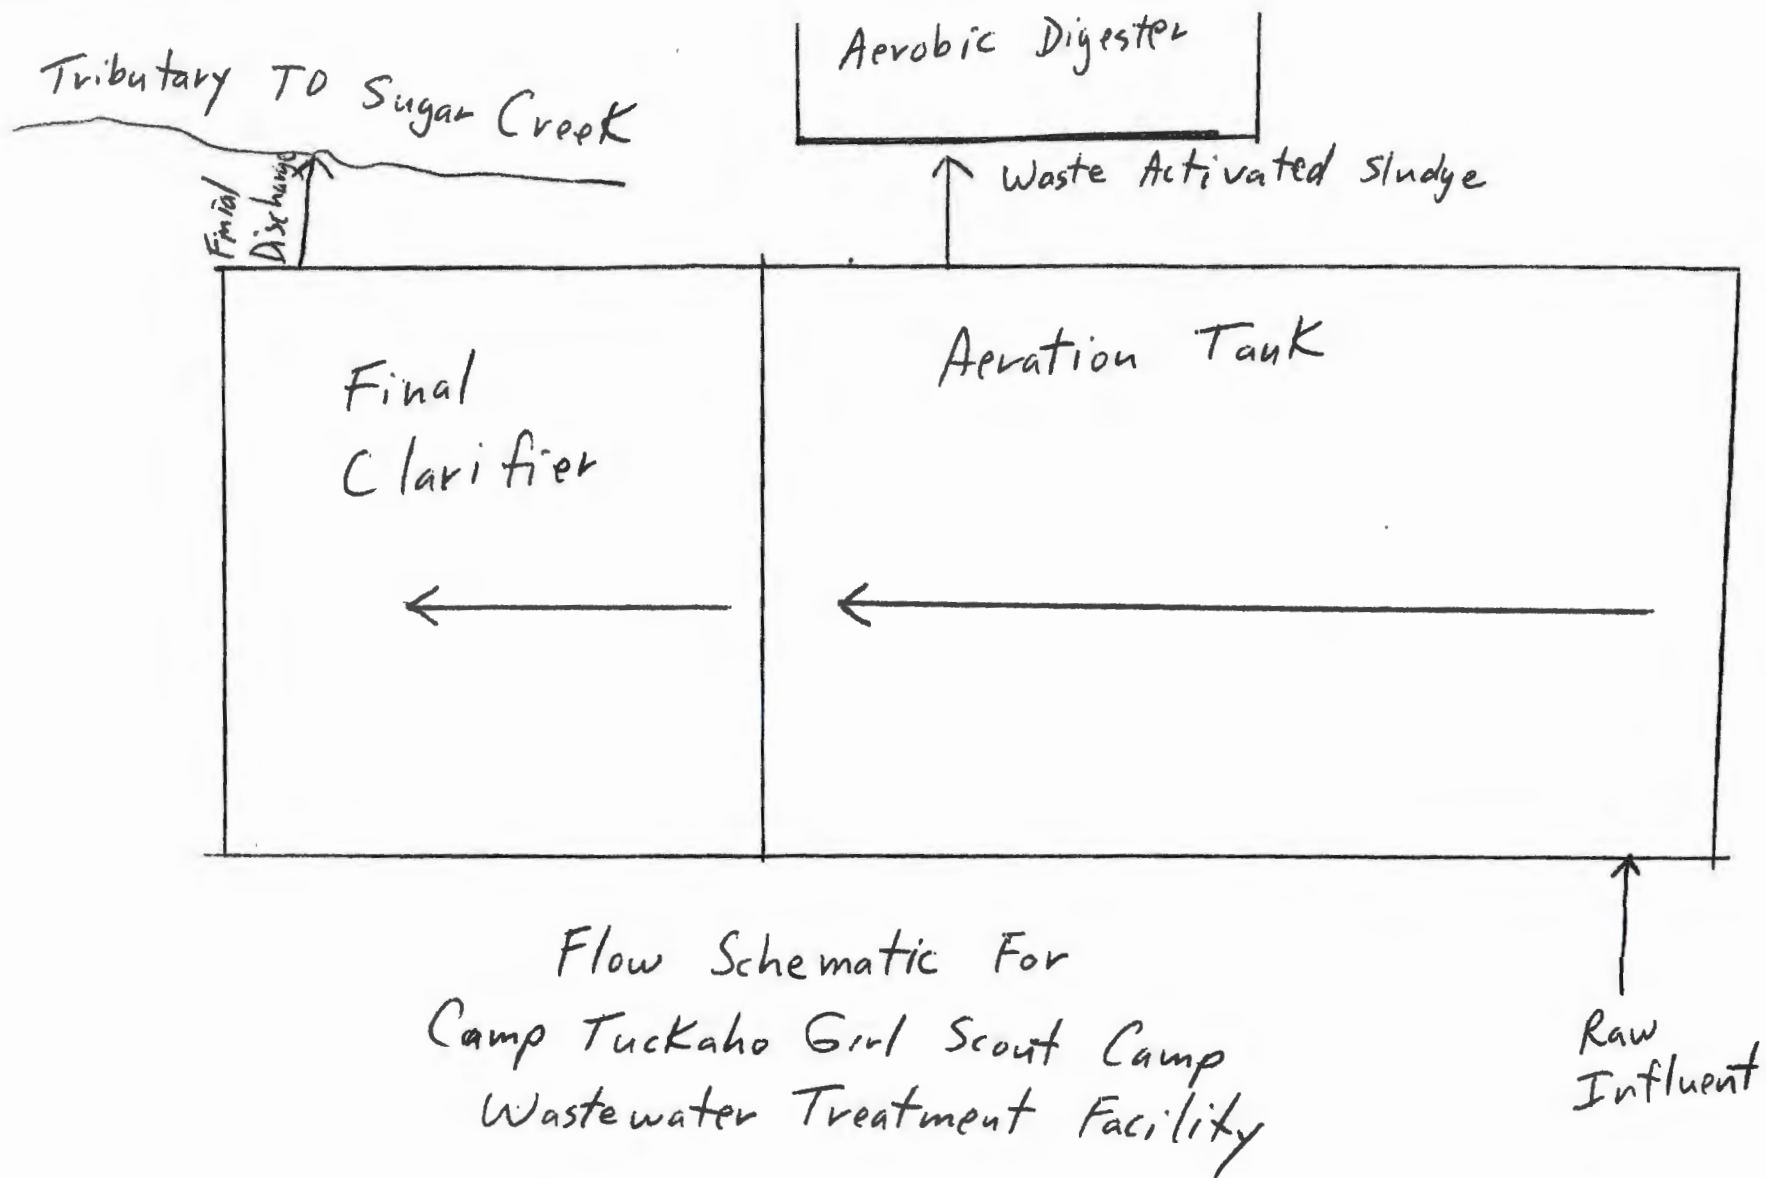 Tributary TO Sugar Creek
Aerobic Digester
Finial
Discharge
Waste Activated Sludge
Final
Clarifier
Aeration Tank
Flow Schematic For
Camp Tuckaho Girl Scout Camp
Wastewater Treatment Facility
Raw
Influent